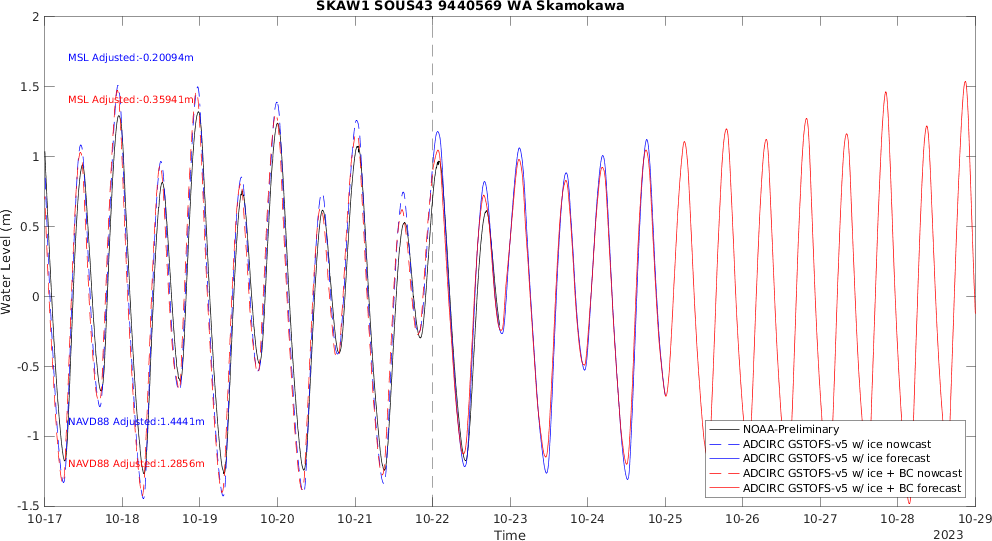 SKAW1 SOUS43 9440569 WA Skamokawa
2
1.5
1
0.5
0
-0.5
-1
-1.5
Water Level (m)
MSL Adjusted:-0.20094m
MSL Adjusted:-0.35941m
NAVD88 Adjusted:1.4441m
NAVD88 Adjusted:1.2856m
NOAA-Preliminary
ADCIRC GSTOFS-v5 w/ ice nowcast
ADCIRC GSTOFS-v5 w/ ice forecast
ADCIRC GSTOFS-v5 w/ ice + BC nowcast
ADCIRC GSTOFS-v5 w/ ice + BC forecast
10-17 10-18 10-19 10-20 10-21 10-22 10-23 10-24 10-25 10-26 10-27 10-28 10-29
Time
2023